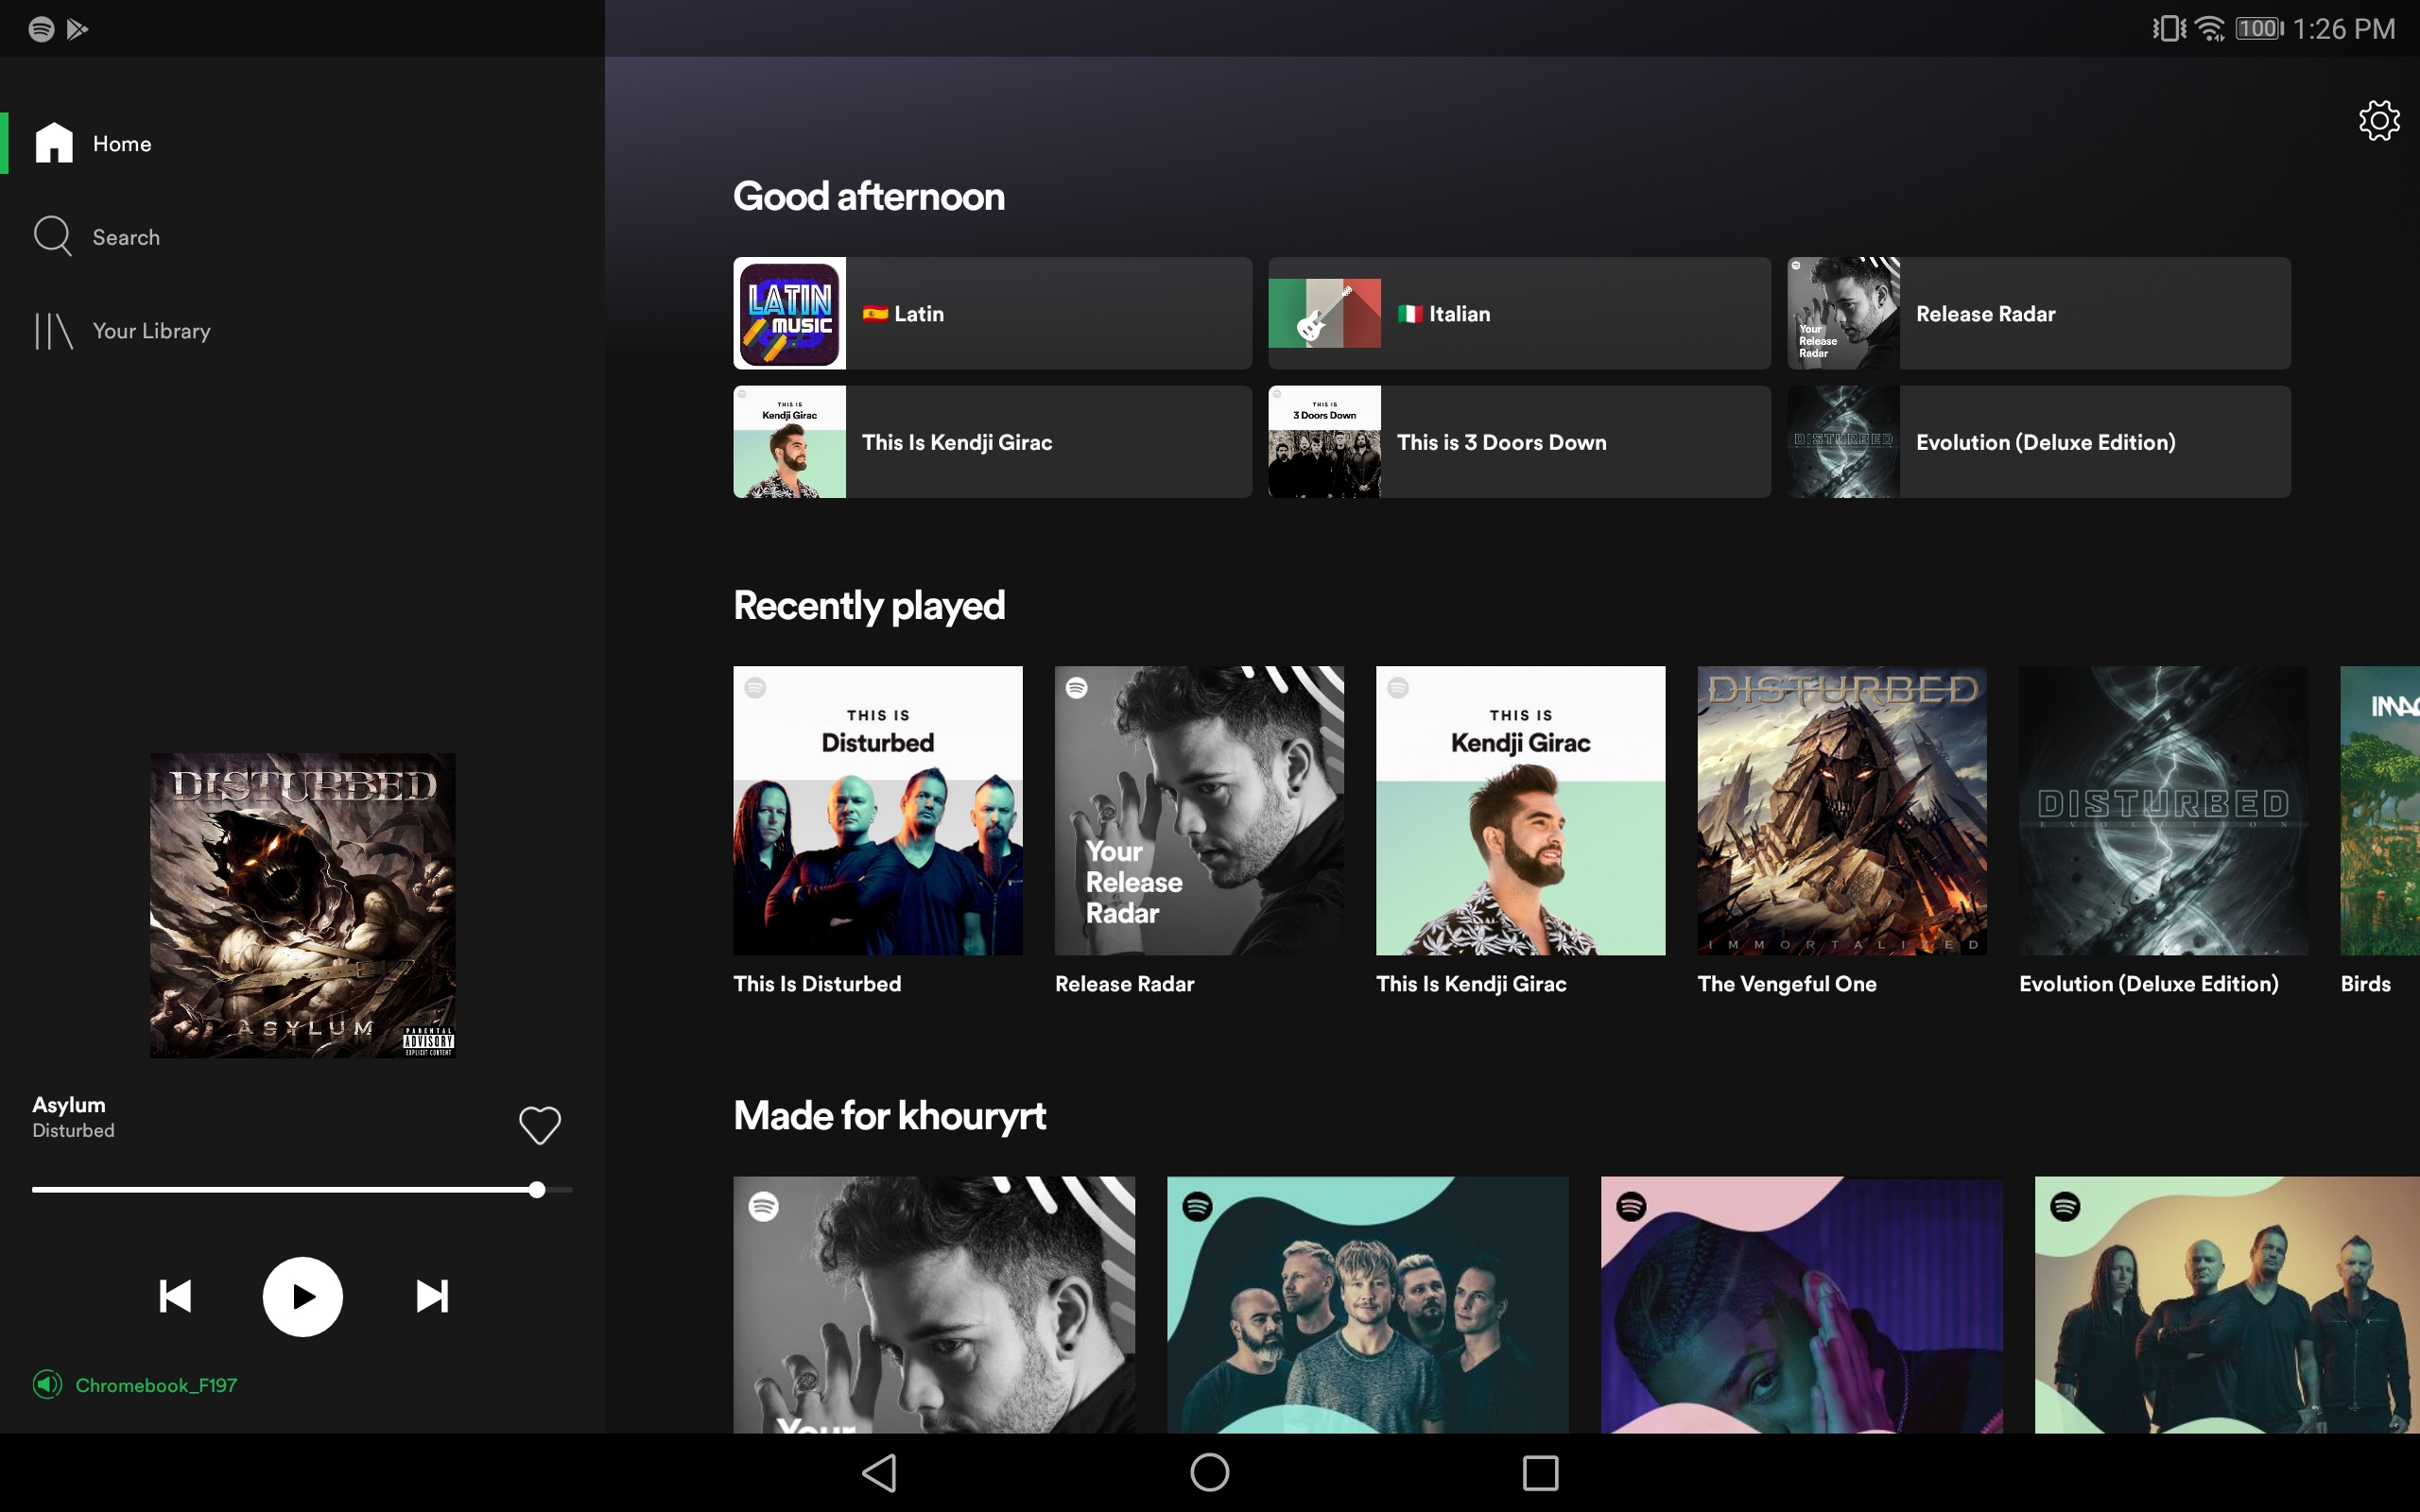 100 1:26 PM
Home
Search
Your Library
Good afternoon
LATIN
MUSIC
🇪🇸 Latin
🇮🇹 Italian
Your
Release
Radar
Release Radar
THIS IS
Kendji Girac
This Is Kendji Girac
THIS IS
3 Doors Down
This is 3 Doors Down
DISTURBED
Evolution (Deluxe Edition)
Recently played
THIS IS
Disturbed
This Is Disturbed
Your
Release
Radar
Release Radar
THIS IS
Kendji Girac
This Is Kendji Girac
DISTURBED
IMMORTALIZED
The Vengeful One
DISTURBED
EVOLUTION
Evolution (Deluxe Edition)
IMAG
Birds
DISTURBED
ASYLUM
PARENTAL
ADVISORY
EXPLICIT CONTENT
Asylum
Disturbed
Chromebook_F197
Made for khouryrt
Your